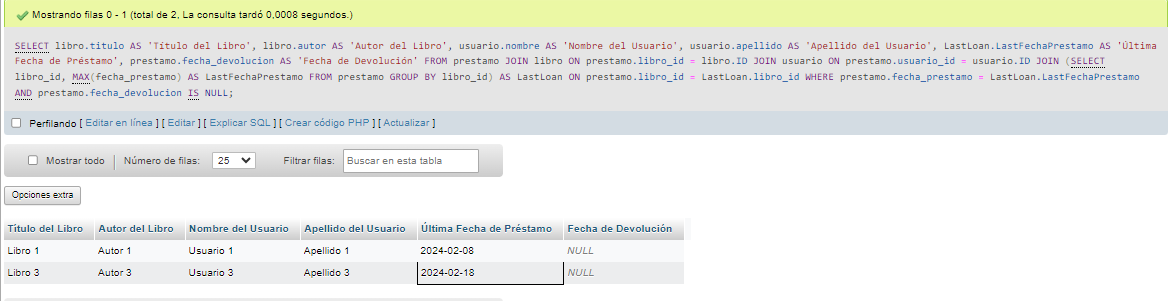 Mostrando filas 0 - 1 (total de 2, La consulta tardó 0,0008 segundos.)
SELECT libro.titulo AS 'Título del Libro', libro.autor AS 'Autor del Libro', usuario.nombre AS 'Nombre del Usuario', usuario.apellido AS 'Apellido del Usuario', LastLoan.LastFechaPrestamo AS 'Última
Fecha de Préstamo', prestamo.fecha_devolucion AS 'Fecha de Devolución' FROM prestamo JOIN libro ON prestamo.libro_id = libro.ID JOIN usuario ON prestamo.usuario_id = usuario.ID JOIN (SELECT
libro_id, MAX(fecha_prestamo) AS LastFechaPrestamo FROM prestamo GROUP BY libro_id) AS LastLoan ON prestamo.libro_id = LastLoan.libro_id WHERE prestamo.fecha_prestamo = LastLoan.LastFechaPrestamo
AND prestamo.fecha_devolucion IS NULL;
Perfilando [ Editar en línea ] [ Editar ] [ Explicar SQL ] [ Crear código PHP ] [ Actualizar ]
Mostrar todo Número de filas: 25 Filtrar filas: Buscar en esta tabla
Opciones extra
Título del Libro Autor del Libro Nombre del Usuario Apellido del Usuario Última Fecha de Préstamo Fecha de Devolución
Libro 1 Autor 1 Usuario 1 Apellido 1 2024-02-08 NULL
Libro 3 Autor 3 Usuario 3 Apellido 3 2024-02-18 NULL